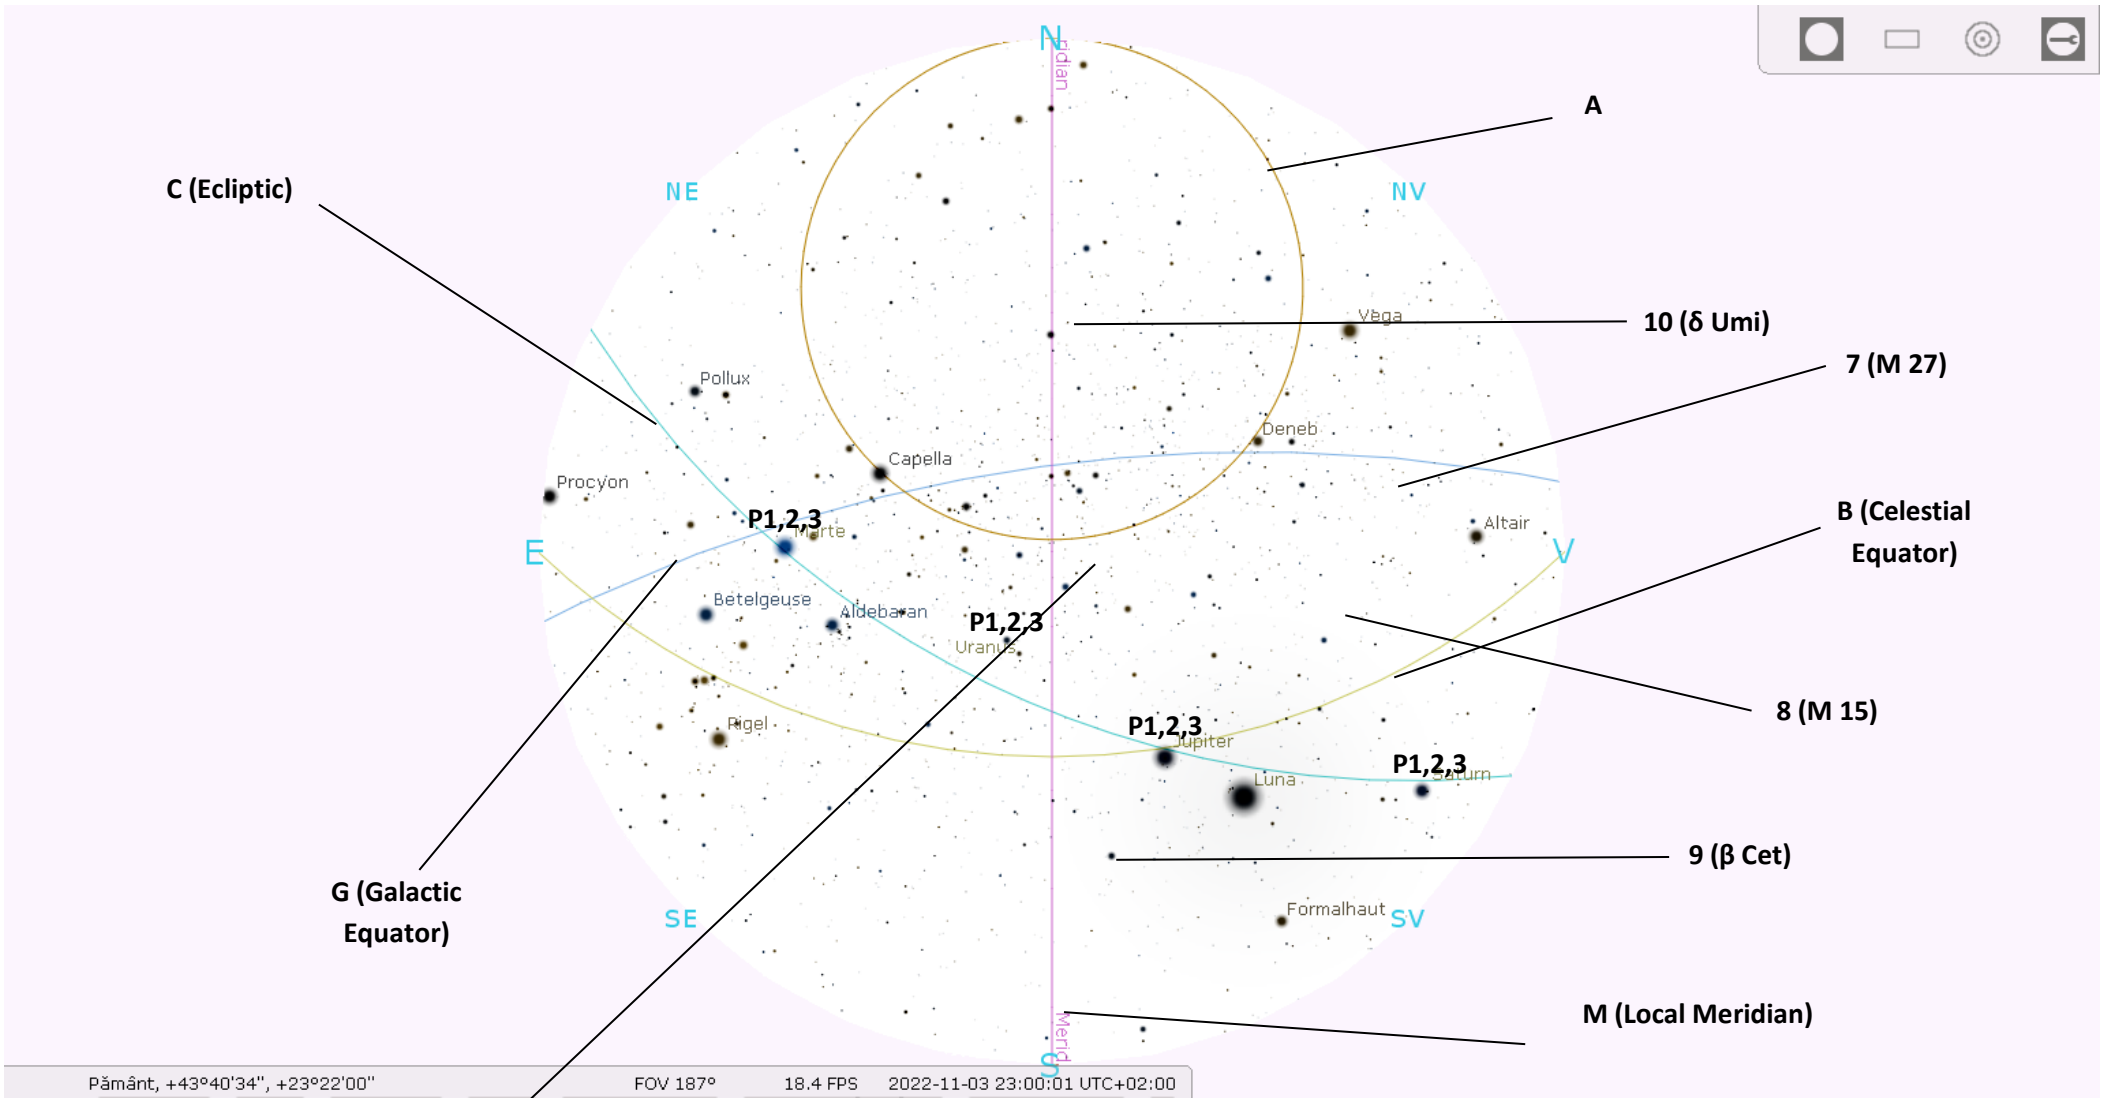 N
Meridian
A
C (Ecliptic)
NE
NV
Vega
10 (δ Umi)
7 (M 27)
Pollux
Deneb
Capella
Procyon
P1,2,3
Marte
Altair
B (Celestial
Equator)
E
V
Betelgeuse
Aldebaran
P1,2,3
Uranus
8 (M 15)
P1,2,3
Jupiter
Rigel
P1,2,3
Saturn
Luna
9 (β Cet)
G (Galactic
Equator)
SE
Formalhaut
SV
M (Local Meridian)
Merid
S
Pământ, +43°40'34", +23°22'00"
FOV 187°
18.4 FPS
2022-11-03 23:00:01 UTC+02:00